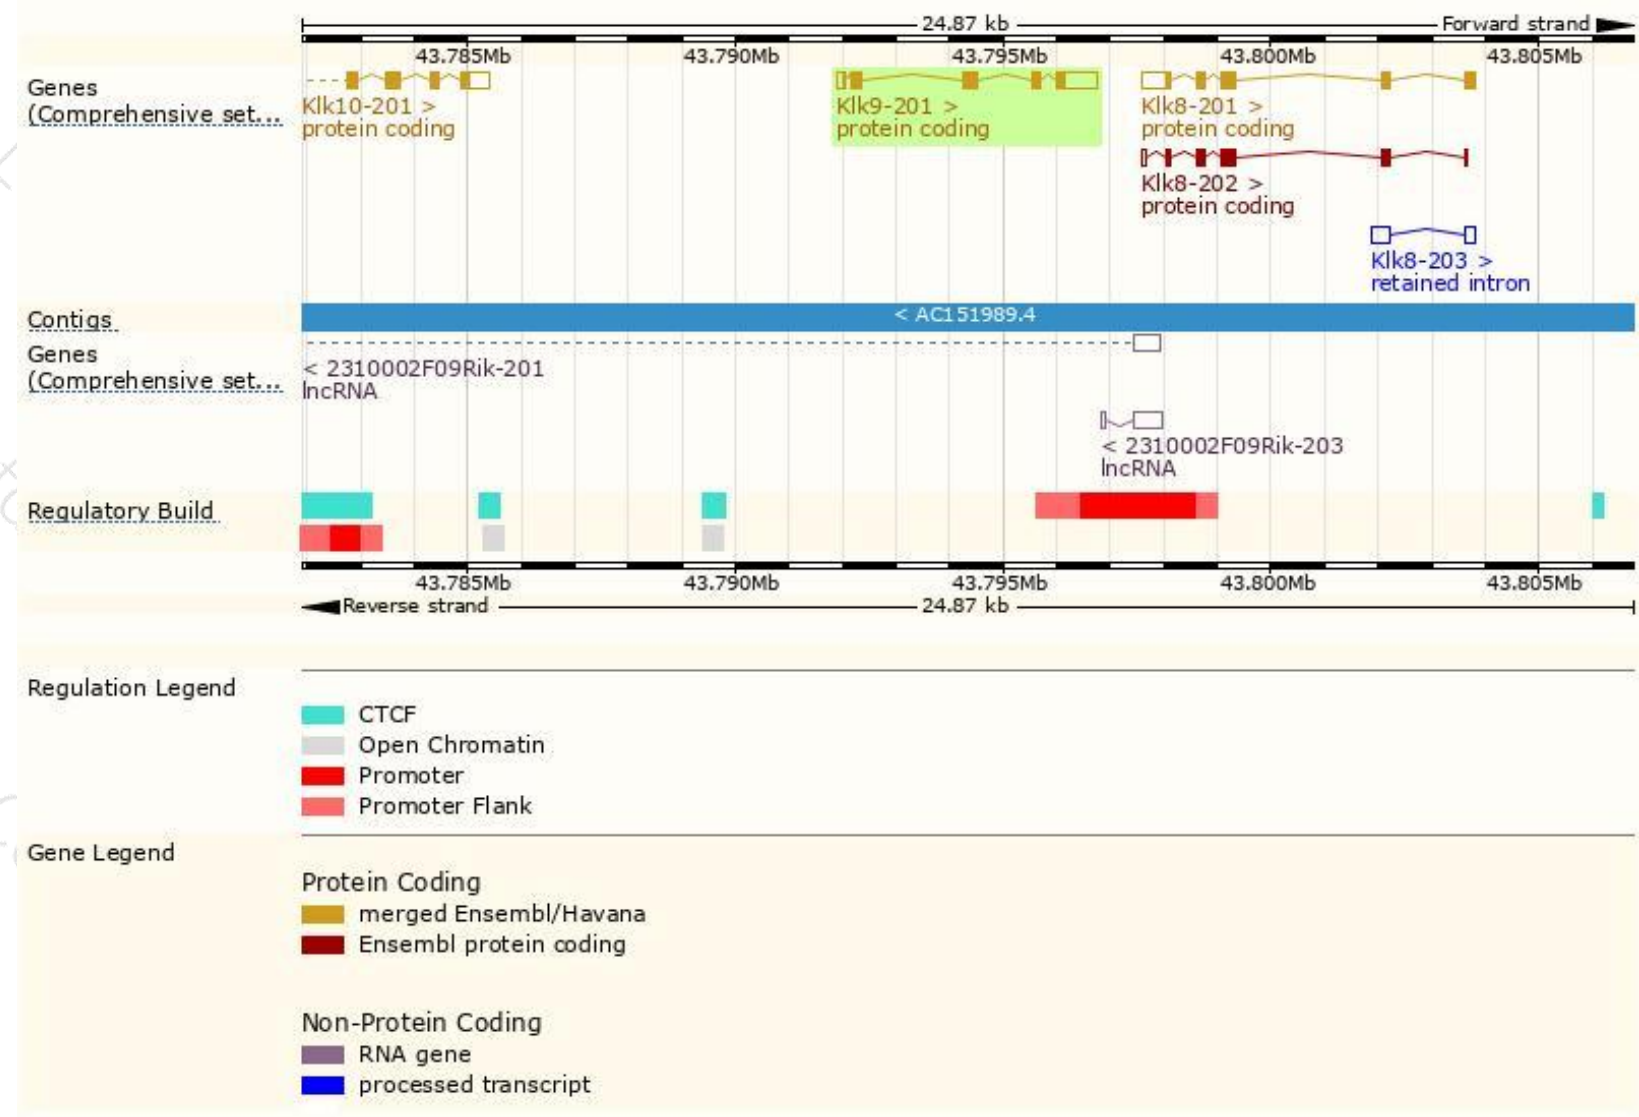 24.87 kb Forward strand
43.785Mb 43.790Mb 43.795Mb 43.800Mb 43.805Mb
Genes
(Comprehensive set...
Klk10-201 >
protein coding
Klk9-201 >
protein coding
Klk8-201 >
protein coding
Klk8-202 >
protein coding
Klk8-203 >
retained intron
Contigs
< AC151989.4
Genes
(Comprehensive set...
< 2310002F09Rik-201
lncRNA
< 2310002F09Rik-203
lncRNA
Regulatory Build
43.785Mb 43.790Mb 43.795Mb 43.800Mb 43.805Mb
Reverse strand 24.87 kb
Regulation Legend
CTCF
Open Chromatin
Promoter
Promoter Flank
Gene Legend
Protein Coding
merged Ensembl/Havana
Ensembl protein coding
Non-Protein Coding
RNA gene
processed transcript